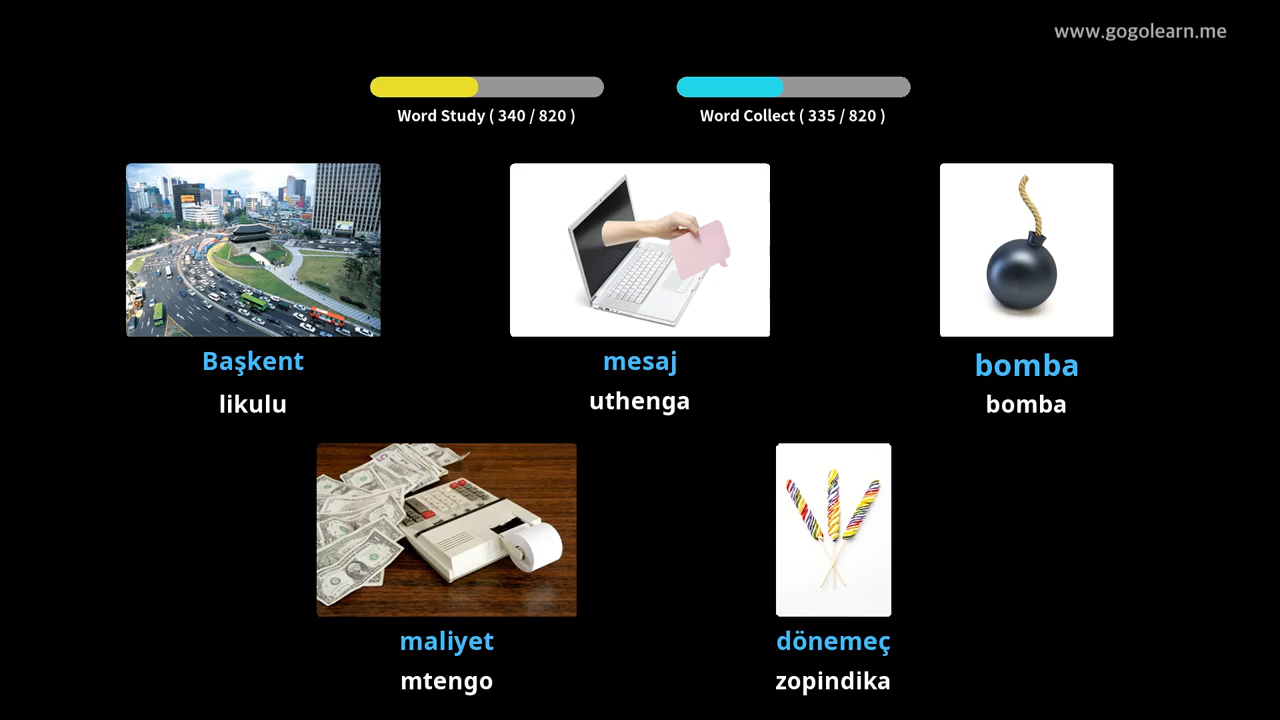 www.gogolearn.me
Word Study ( 340 / 820 )
Word Collect ( 335 / 820 )
Başkent
likulu
mesaj
uthenga
bomba
bomba
maliyet
mtengo
dönemeç
zopindika